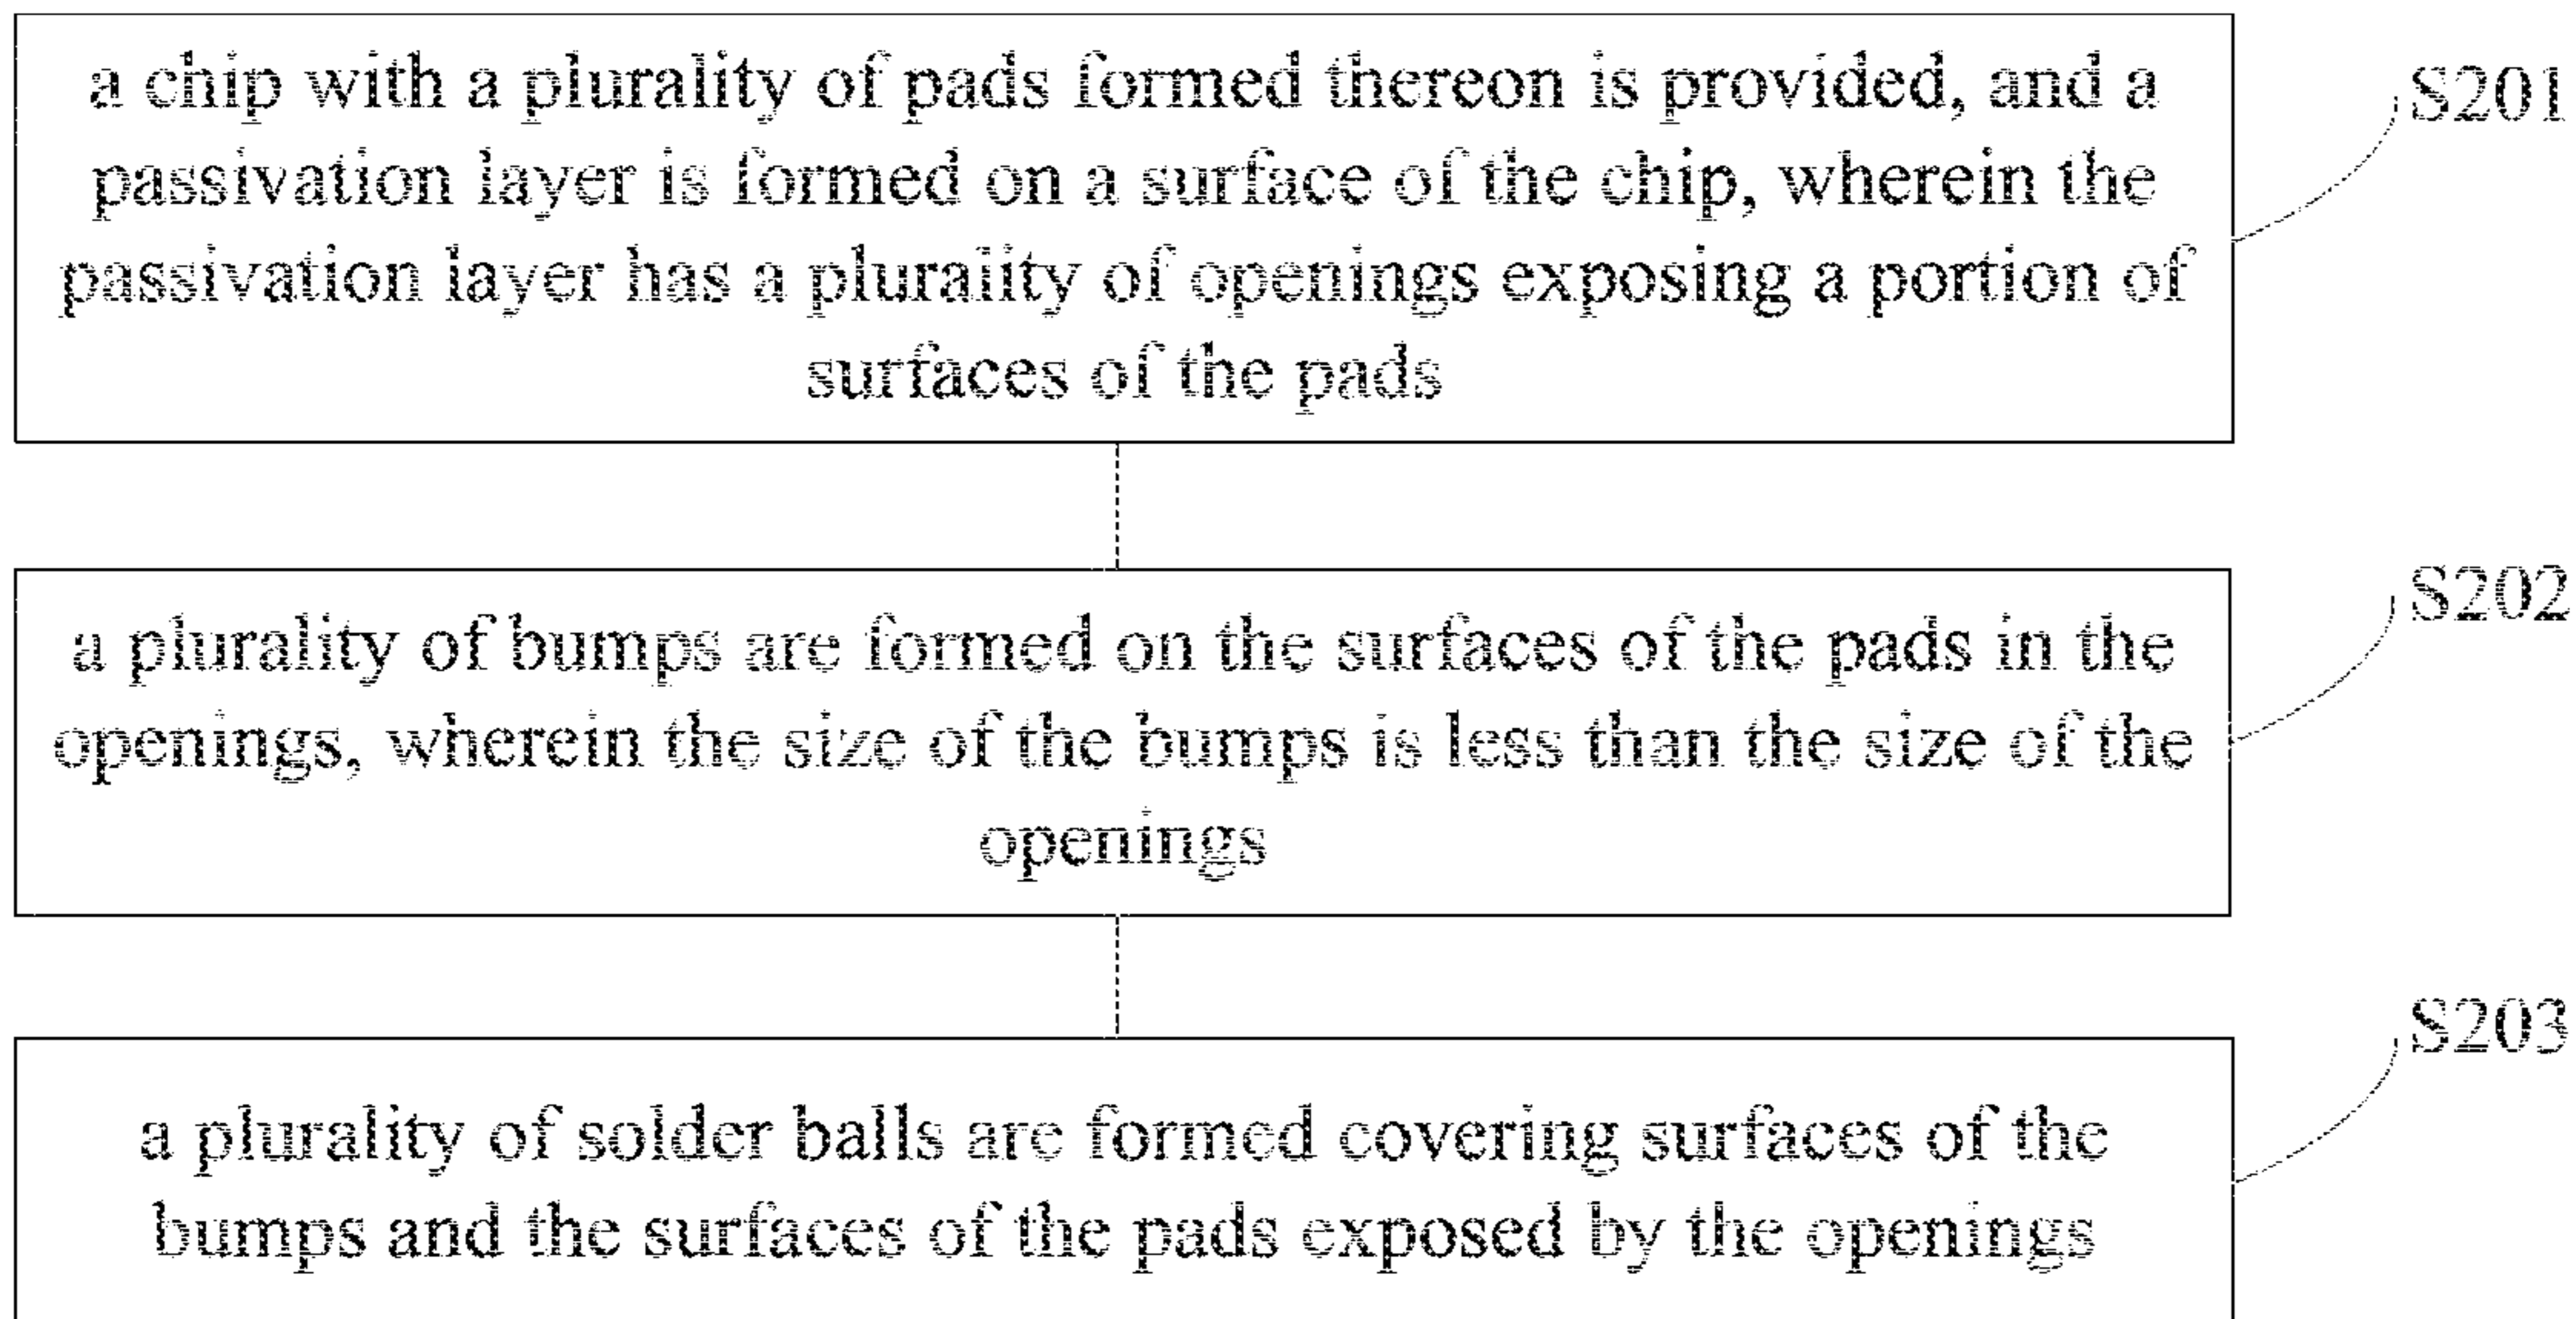 a chip with a plurality of pads formed thereon is provided, and a
passivation layer is formed on a surface of the chip, wherein the
passivation layer has a plurality of openings exposing a portion of
surfaces of the pads
S201
a plurality of bumps are formed on the surfaces of the pads in the
openings, wherein the size of the bumps is less than the size of the
openings
S202
a plurality of solder balls are formed covering surfaces of the
bumps and the surfaces of the pads exposed by the openings
S203